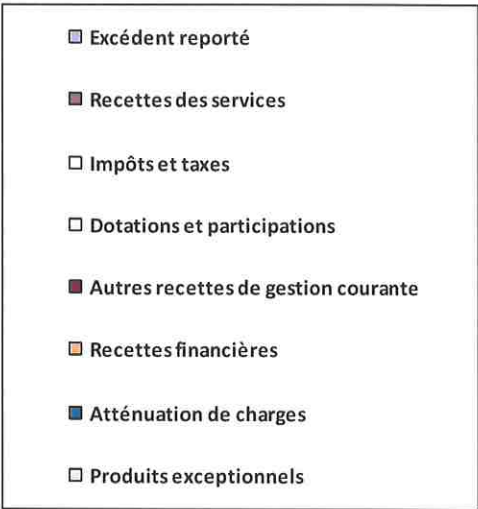 Excédent reporté
Recettes des services
Impôts et taxes
Dotations et participations
Autres recettes de gestion courante
Recettes financières
Atténuation de charges
Produits exceptionnels